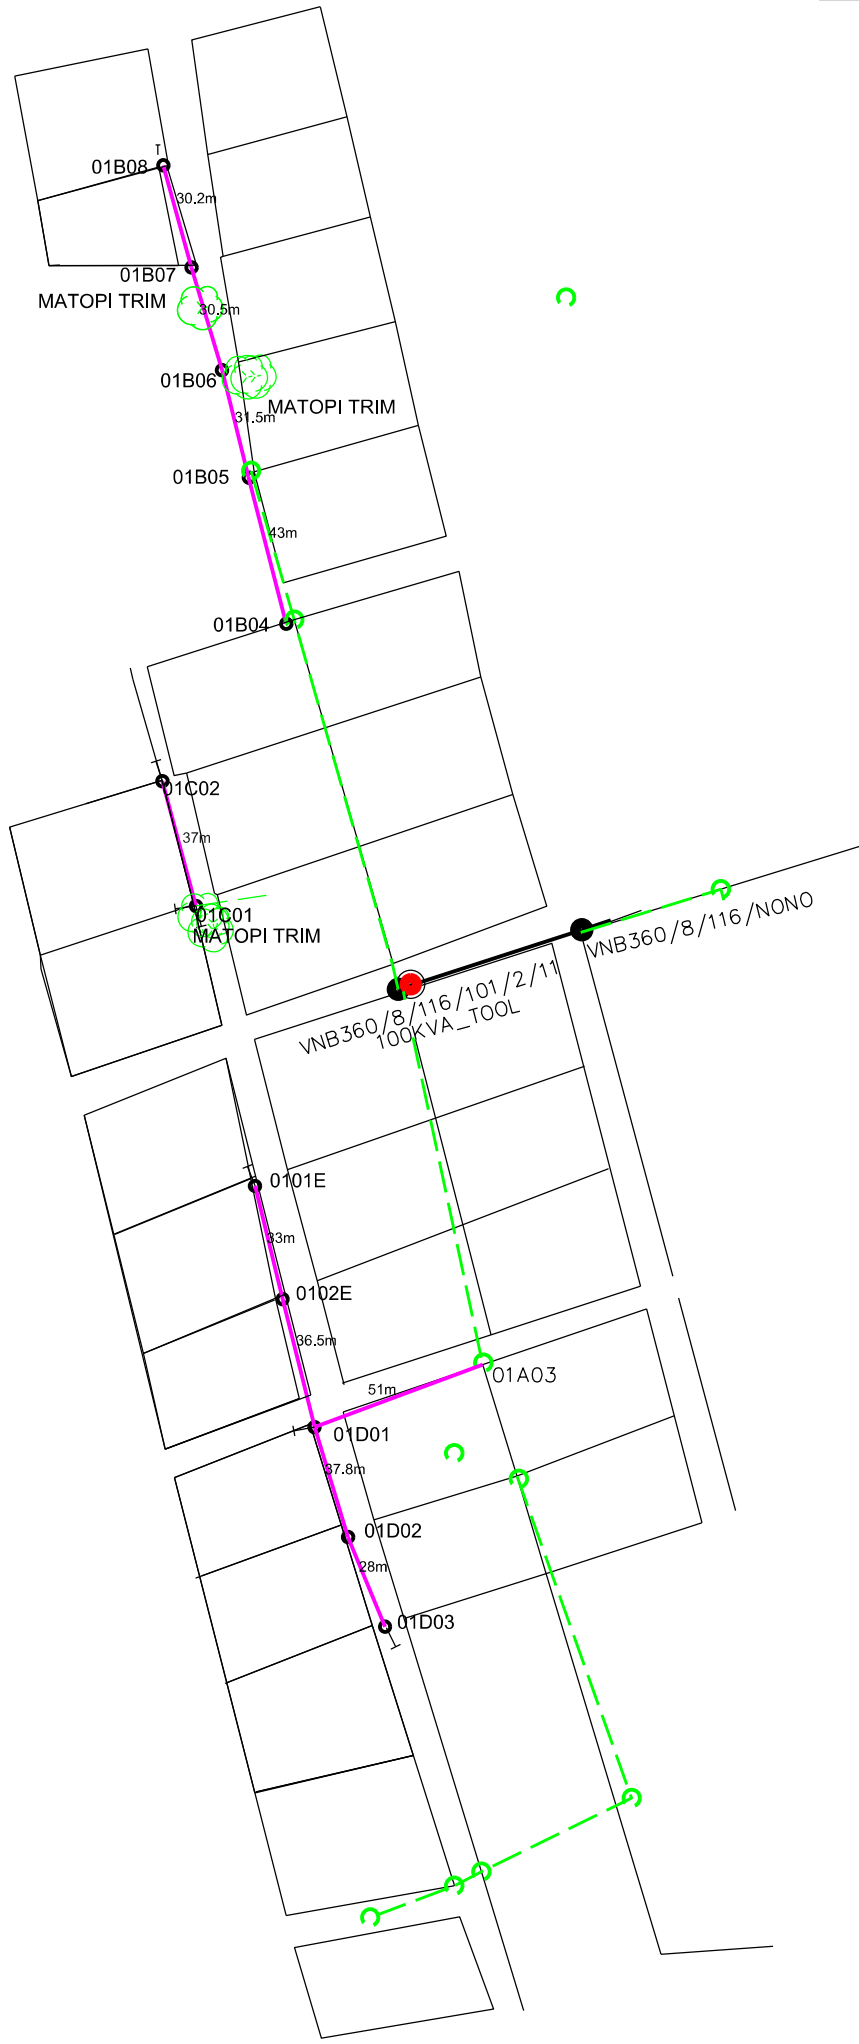 01B08
30.2m
01B07
MATOPI TRIM
30.5m
01B06
MATOPI TRIM
31.5m
01B05
43m
01B04
01C02
37m
01C01
MATOPI TRIM
VNB360/8/116/NONO
VNB360/8/116/101/2/11
100KVA_TOOL
0101E
33m
0102E
36.5m
01A03
51m
01D01
37.8m
01D02
28m
01D03